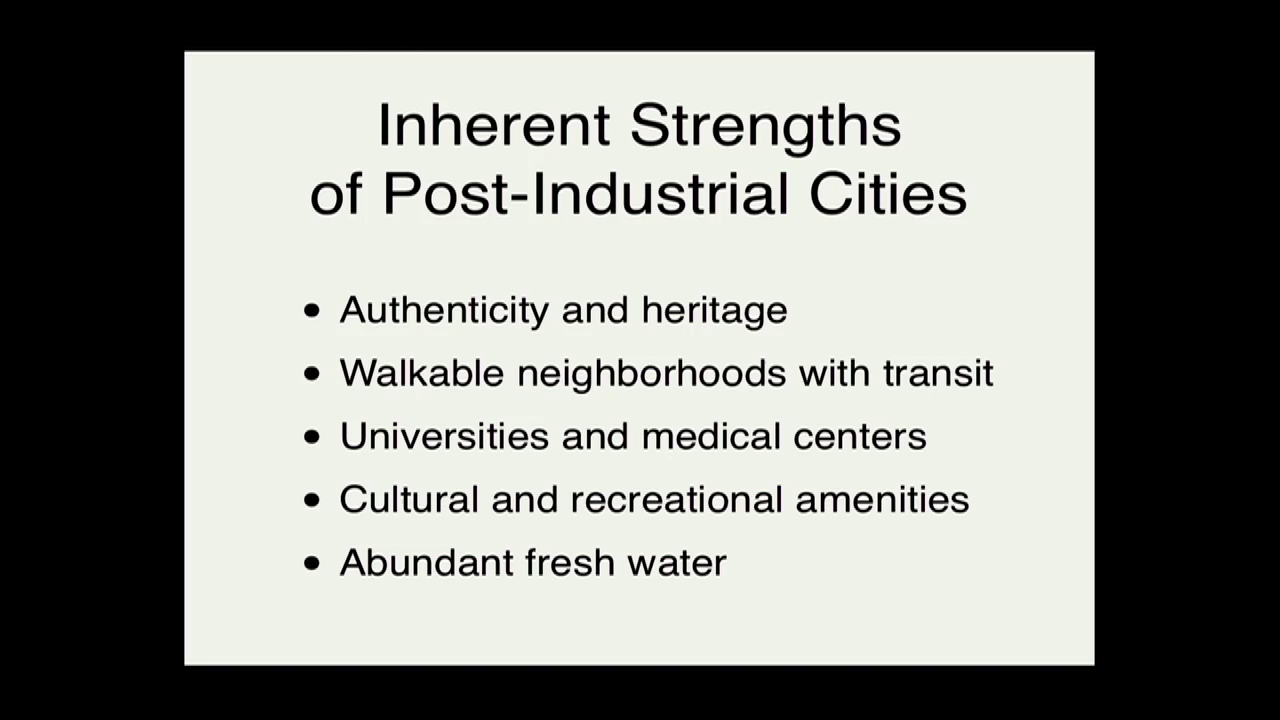 Inherent Strengths
of Post-Industrial Cities
• Authenticity and heritage
• Walkable neighborhoods with transit
• Universities and medical centers
• Cultural and recreational amenities
• Abundant fresh water